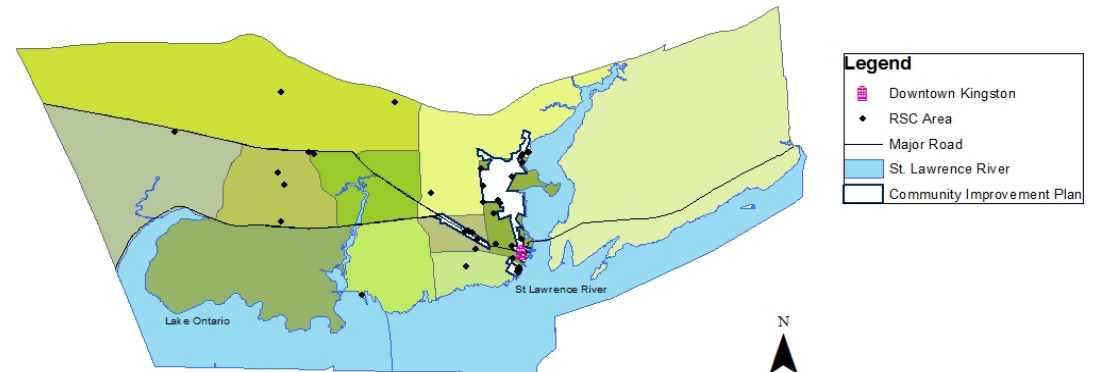 Legend
Downtown Kingston
RSC Area
Major Road
St. Lawrence River
Community Improvement Plan
St Lawrence River
Lake Ontario
N